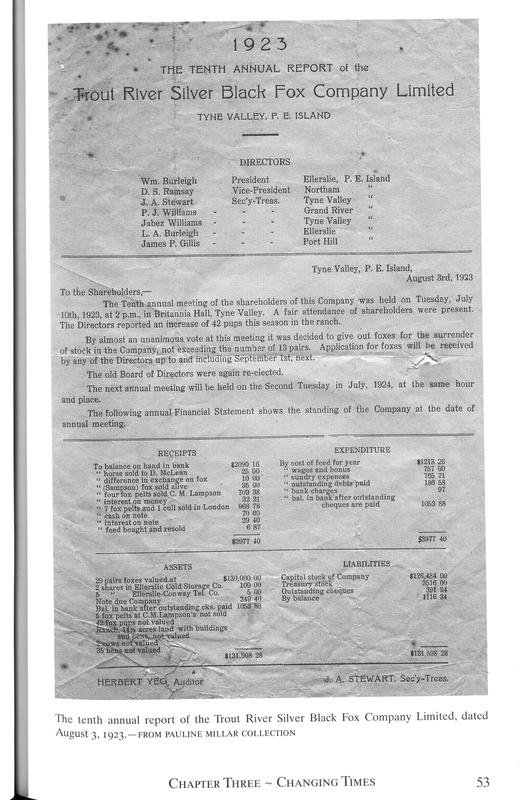 1923
THE TENTH ANNUAL REPORT of the
Trout River Silver Black Fox Company Limited
TYNE VALLEY, P. E. ISLAND
DIRECTORS
Wm. Burleigh President Ellerslie, P. E. Island
D. S. Ramsay Vice-President Northam "
J. A. Stewart Sec'y-Treas. Tyne Valley "
P. J. Williams - - - Grand River "
Jabez Williams - - - Tyne Valley "
L. A. Burleigh - - - Ellerslie "
James P. Gillis - - - Port Hill "
Tyne Valley, P. E. Island,
August 3rd, 1923
To the Shareholders,—
The Tenth annual meeting of the shareholders of this Company was held on Tuesday, July
10th, 1923, at 2 p.m., in Britannia Hall, Tyne Valley. A fair attendance of shareholders were present.
The Directors reported an increase of 42 pups this season in the ranch.
By almost an unanimous vote at this meeting it was decided to give out foxes for the surrender
of stock in the Company, not exceeding the number of 13 pairs. Application for foxes will be received
by any of the Directors up to and including September 1st, next.
The old Board of Directors were again re-elected.
The next annual meeting will be held on the Second Tuesday in July, 1924, at the same hour
and place.
The following annual Financial Statement shows the standing of the Company at the date of
annual meeting.
RECEIPTS
To balance on hand in bank $2090 16
" horse sold to D. McLean 25 00
" difference in exchange on fox 10 00
" (Sampson) fox sold alive 35 00
" four fox pelts sold C. M. Lampson 709 38
" interest on money 32 21
" 7 fox pelts and 1 cull sold in London 968 78
" cash on note 70 60
" interest on note 29 40
" feed bought and resold 6 87
$3977 40
EXPENDITURE
By cost of feed for year $1213 26
" wages and bonus 757 00
" sundry expenses 765 71
" outstanding debts paid 186 58
" bank charges 97
" bal. in bank after outstanding
cheques are paid 1053 88
$3977 40
ASSETS
29 pairs foxes valued at $130,000 00
2 shares in Ellerslie Cold Storage Co. 100 00
5 " Ellerslie-Conway Tel. Co. 5 00
Note due Company 349 40
Bal. in bank after outstanding cks. paid 1053 88
5 fox pelts at C.M. Lampson's not sold
42 fox pups not valued
Ranch, acres land with buildings
and pens, not valued
2 cows not valued
35 hens not valued
$131,508 28
LIABILITIES
Capital stock of Company $126,484 00
Treasury stock 3516 00
Outstanding cheques 391 94
By balance 1116 34
$131,508 28
HERBERT YEO, Auditor
J. A. STEWART, Sec'y-Treas.
The tenth annual report of the Trout River Silver Black Fox Company Limited, dated
August 3, 1923.—FROM PAULINE MILLAR COLLECTION
CHAPTER THREE ~ CHANGING TIMES 53